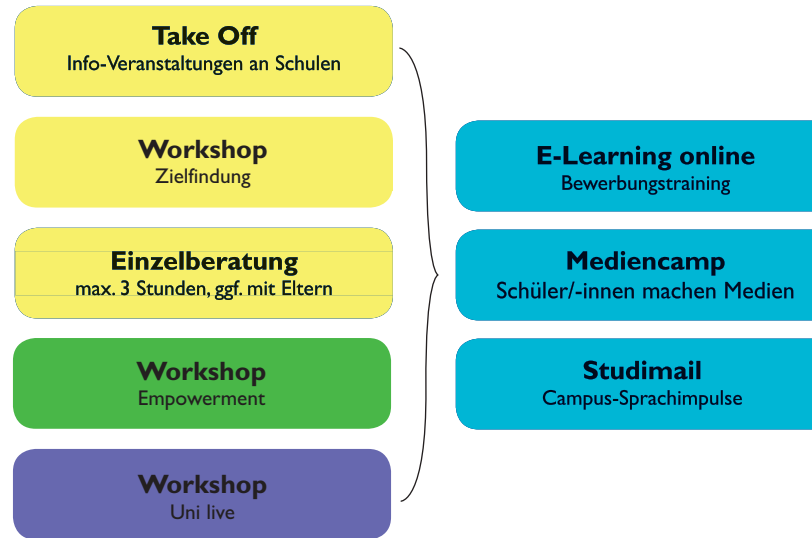 Take Off
Info-Veranstaltungen an Schulen
Workshop
Zielfindung
Einzelberatung
max. 3 Stunden, ggf. mit Eltern
Workshop
Empowerment
Workshop
Uni live
E-Learning online
Bewerbungstraining
Mediencamp
Schüler/-innen machen Medien
Studimail
Campus-Sprachimpulse